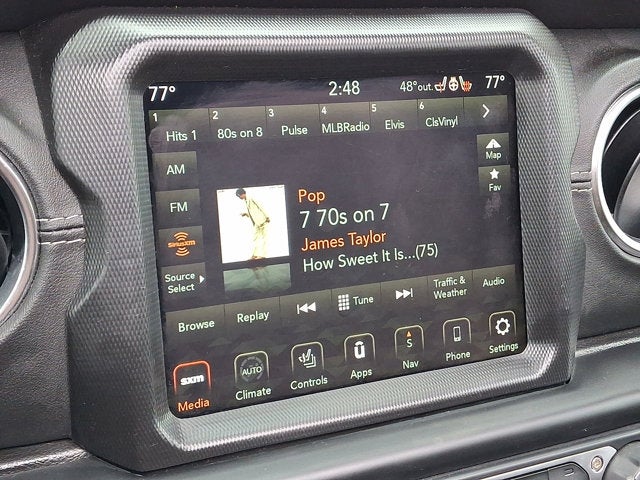 77° 2:48 48°out. 77°
1 2 3 4 5 6
Hits 1 80s on 8 Pulse MLBRadio Elvis ClsVinyl
AM
FM
SiriusXM
Source
Select
Pop
7 70s on 7
James Taylor
How Sweet It Is...(75)
Map
Fav
Browse Replay Tune Traffic &
Weather Audio
SXM AUTO U S
Media Climate Controls Apps Nav Phone Settings